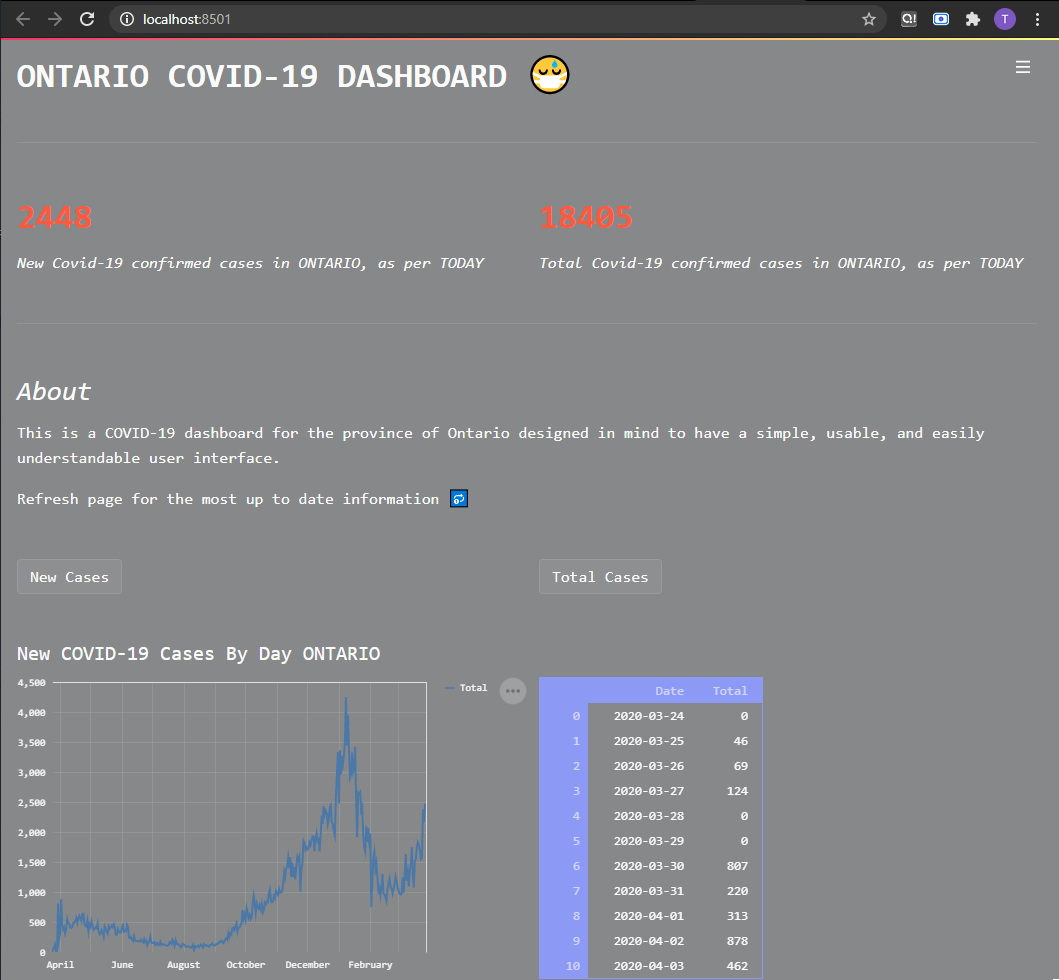 localhost:8501
T
ONTARIO COVID-19 DASHBOARD 😷
2448
New Covid-19 confirmed cases in ONTARIO, as per TODAY
18405
Total Covid-19 confirmed cases in ONTARIO, as per TODAY
About
This is a COVID-19 dashboard for the province of Ontario designed in mind to have a simple, usable, and easily
understandable user interface.
Refresh page for the most up to date information
New Cases
Total Cases
New COVID-19 Cases By Day ONTARIO
4,500
4,000
3,500
3,000
2,500
2,000
1,500
1,000
500
0
April June August October December February
Total
Date Total
0 2020-03-24 0
1 2020-03-25 46
2 2020-03-26 69
3 2020-03-27 124
4 2020-03-28 0
5 2020-03-29 0
6 2020-03-30 807
7 2020-03-31 220
8 2020-04-01 313
9 2020-04-02 878
10 2020-04-03 462